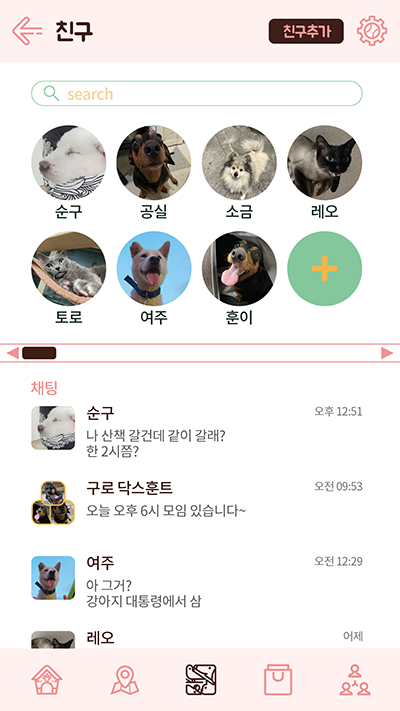 친구
친구추가
search
순구
공실
소금
레오
토로
여주
훈이
채팅
순구
오후 12:51
나 산책 갈건데 같이 갈래?
한 2시쯤?
구로 닥스훈트
오전 09:53
오늘 오후 6시 모임 있습니다~
여주
오전 12:29
아 그거?
강아지 대통령에서 삼
레오
어제